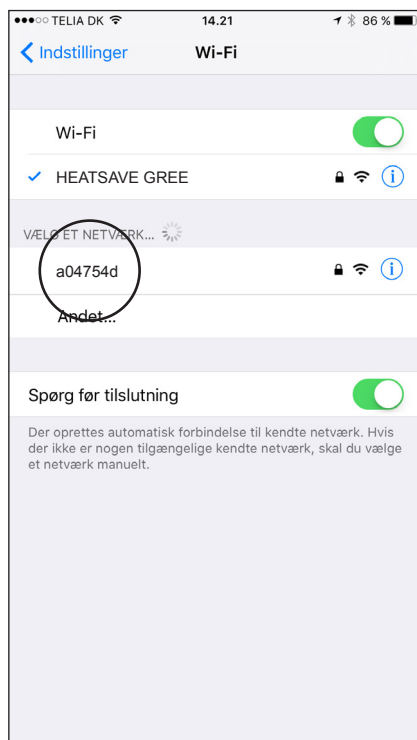 TELIA DK 14.21 86 %
Indstillinger Wi-Fi
Wi-Fi
HEATSAVE GREE
VÆLG ET NETVÆRK...
a04754d
Andet...
Spørg før tilslutning
Der oprettes automatisk forbindelse til kendte netværk. Hvis
der ikke er nogen tilgængelige kendte netværk, skal du vælge
et netværk manuelt.